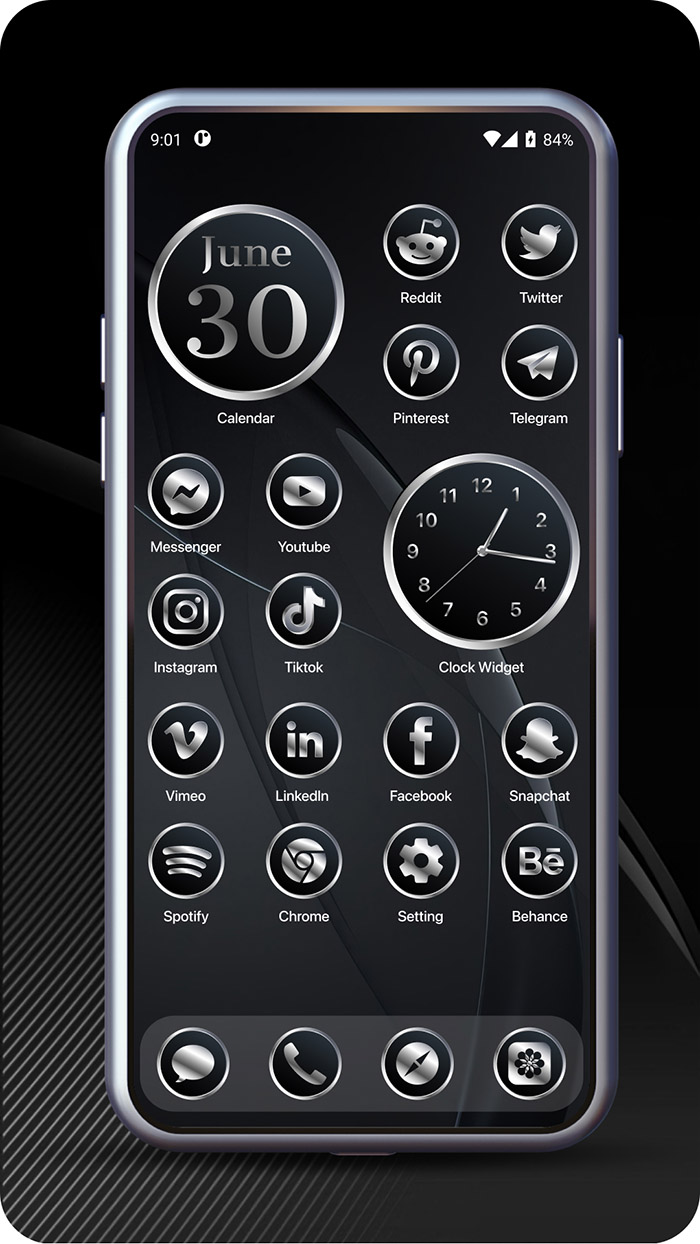 9:01 84%
June
30
Calendar
Reddit Twitter
Pinterest Telegram
Messenger Youtube
12
11 1
10 2
9 3
8 4
7 5
6
Instagram Tiktok Clock Widget
in f
Vimeo LinkedIn Facebook Snapchat
Bē
Spotify Chrome Setting Behance